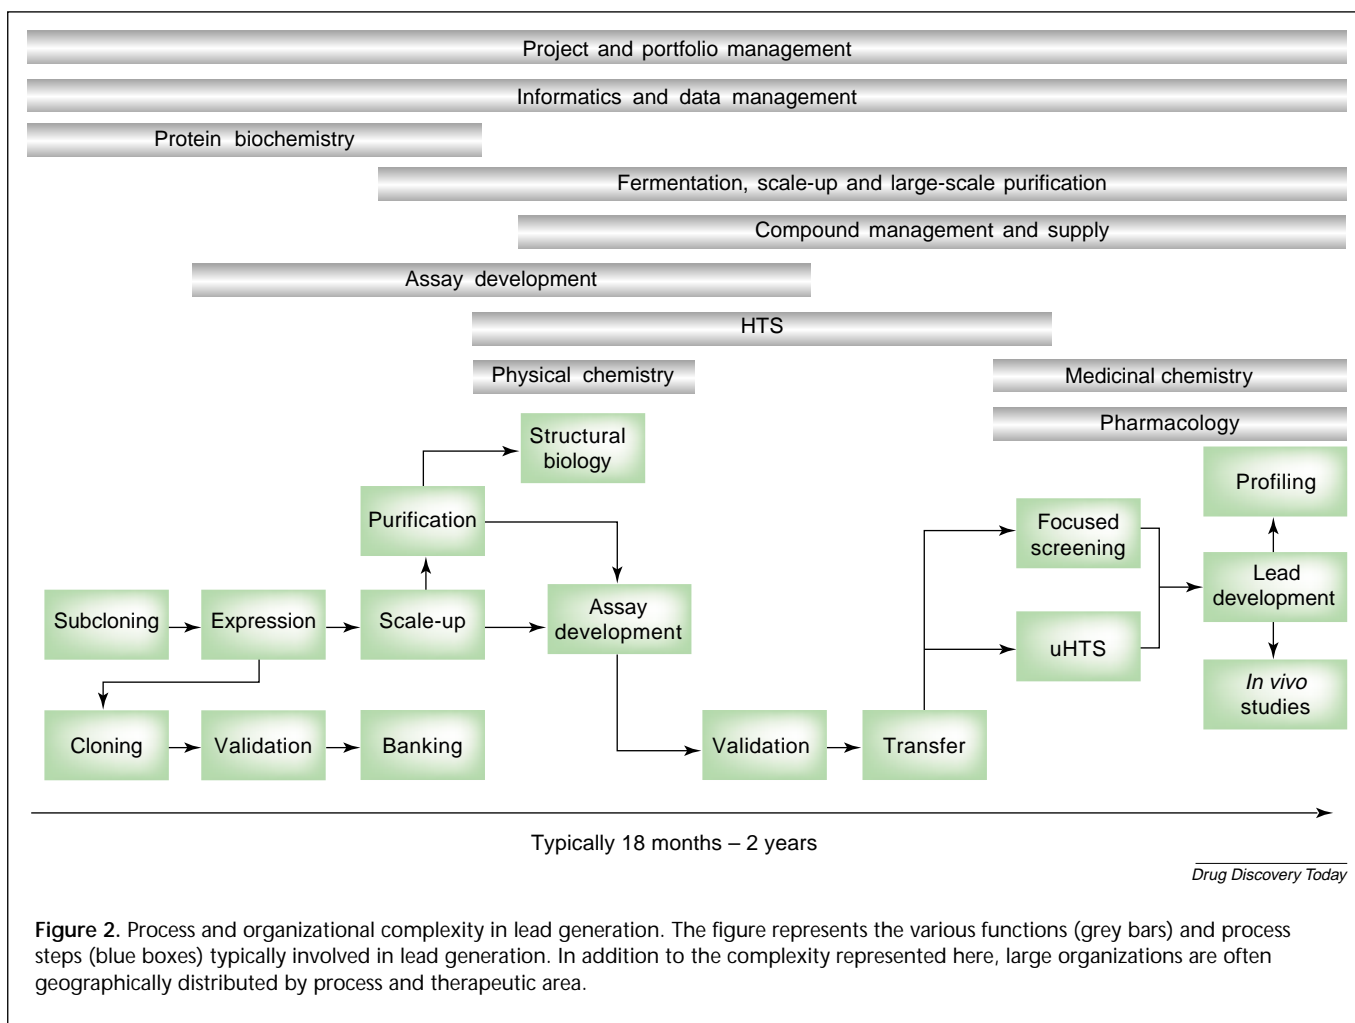 Project and portfolio management
Informatics and data management
Protein biochemistry
Fermentation, scale-up and large-scale purification
Compound management and supply
Assay development
HTS
Physical chemistry
Medicinal chemistry
Pharmacology
Structural
biology
Profiling
Purification
Focused
screening
Lead
development
Subcloning
Expression
Scale-up
Assay
development
uHTS
In vivo
studies
Cloning
Validation
Banking
Validation
Transfer
Typically 18 months – 2 years
Drug Discovery Today
Figure 2. Process and organizational complexity in lead generation. The figure represents the various functions (grey bars) and process
steps (blue boxes) typically involved in lead generation. In addition to the complexity represented here, large organizations are often
geographically distributed by process and therapeutic area.